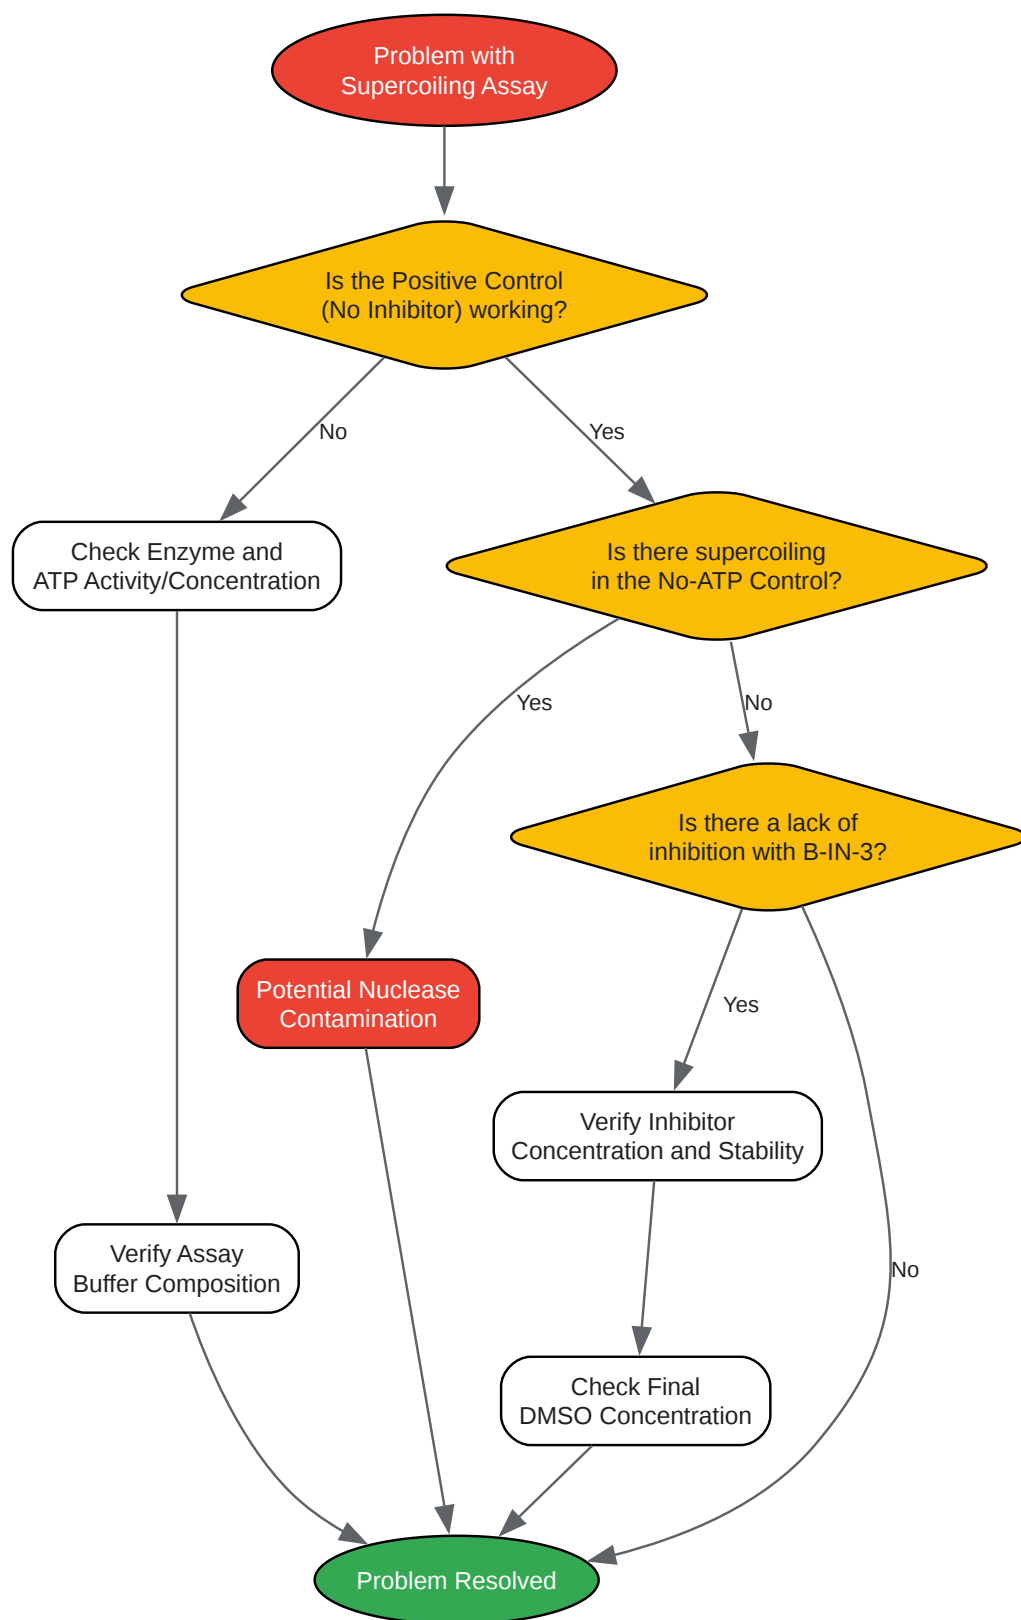 Problem with
Supercoiling Assay
Is the Positive Control
(No Inhibitor) working?
No
Yes
Check Enzyme and
ATP Activity/Concentration
Is there supercoiling
in the No-ATP Control?
Yes
No
Is there a lack of
inhibition with B-IN-3?
Potential Nuclease
Contamination
Yes
Verify Inhibitor
Concentration and Stability
Verify Assay
Buffer Composition
No
Check Final
DMSO Concentration
Problem Resolved